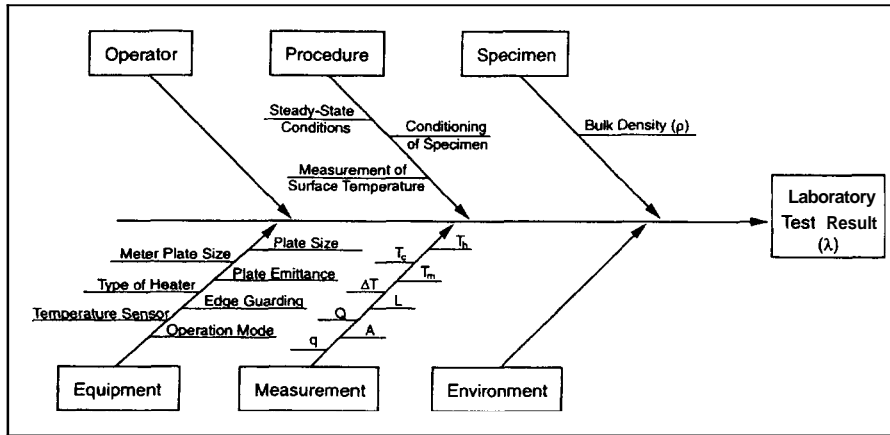 Operator
Procedure
Specimen
Steady-State
Conditions
Conditioning
of Specimen
Bulk Density (ρ)
Measurement of
Surface Temperature
Laboratory
Test Result
(λ)
Plate Size
Meter Plate Size
Plate Emittance
Type of Heater
Edge Guarding
Temperature Sensor
Operation Mode
T_h
T_c
T_m
ΔT
L
Q
A
q
Equipment
Measurement
Environment